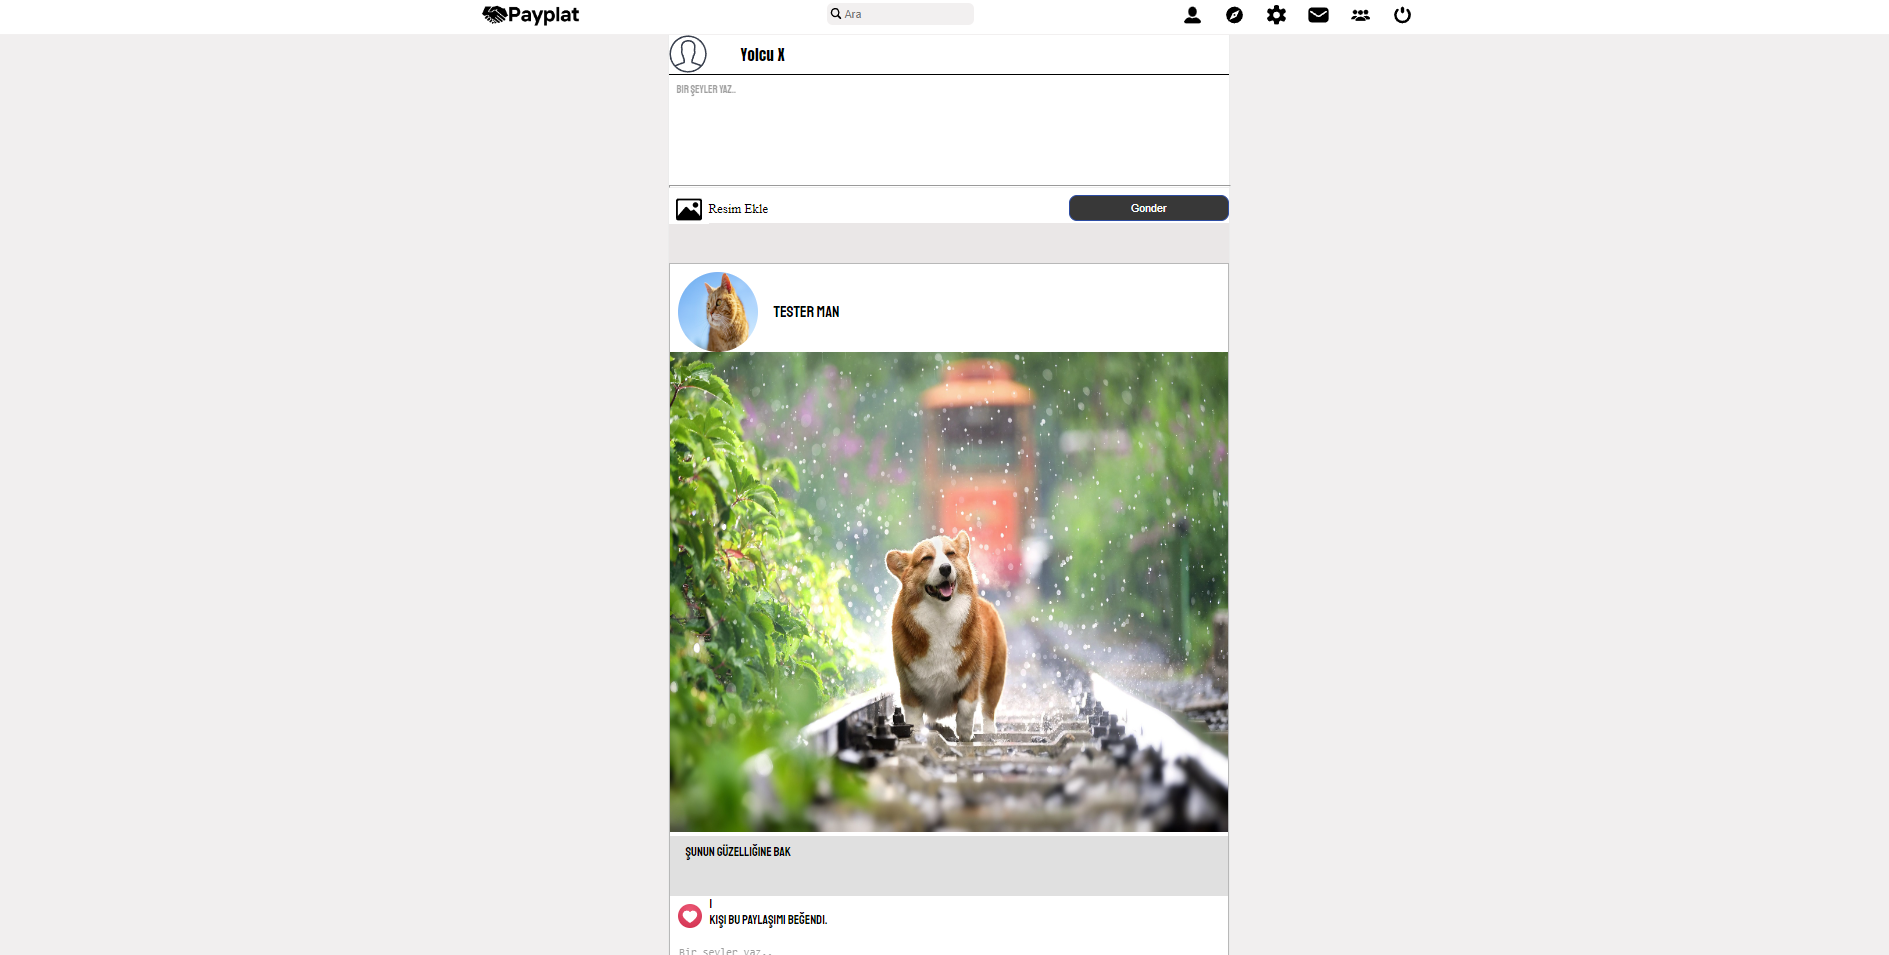 Payplat
Ara
Yolcu X
BIR ŞEYLER YAZ..
Resim Ekle
Gonder
TESTER MAN
ŞUNUN GÜZELLIĞINE BAK
1
KIŞI BU PAYLAŞIMI BEĞENDI.
Bir şeyler yaz..